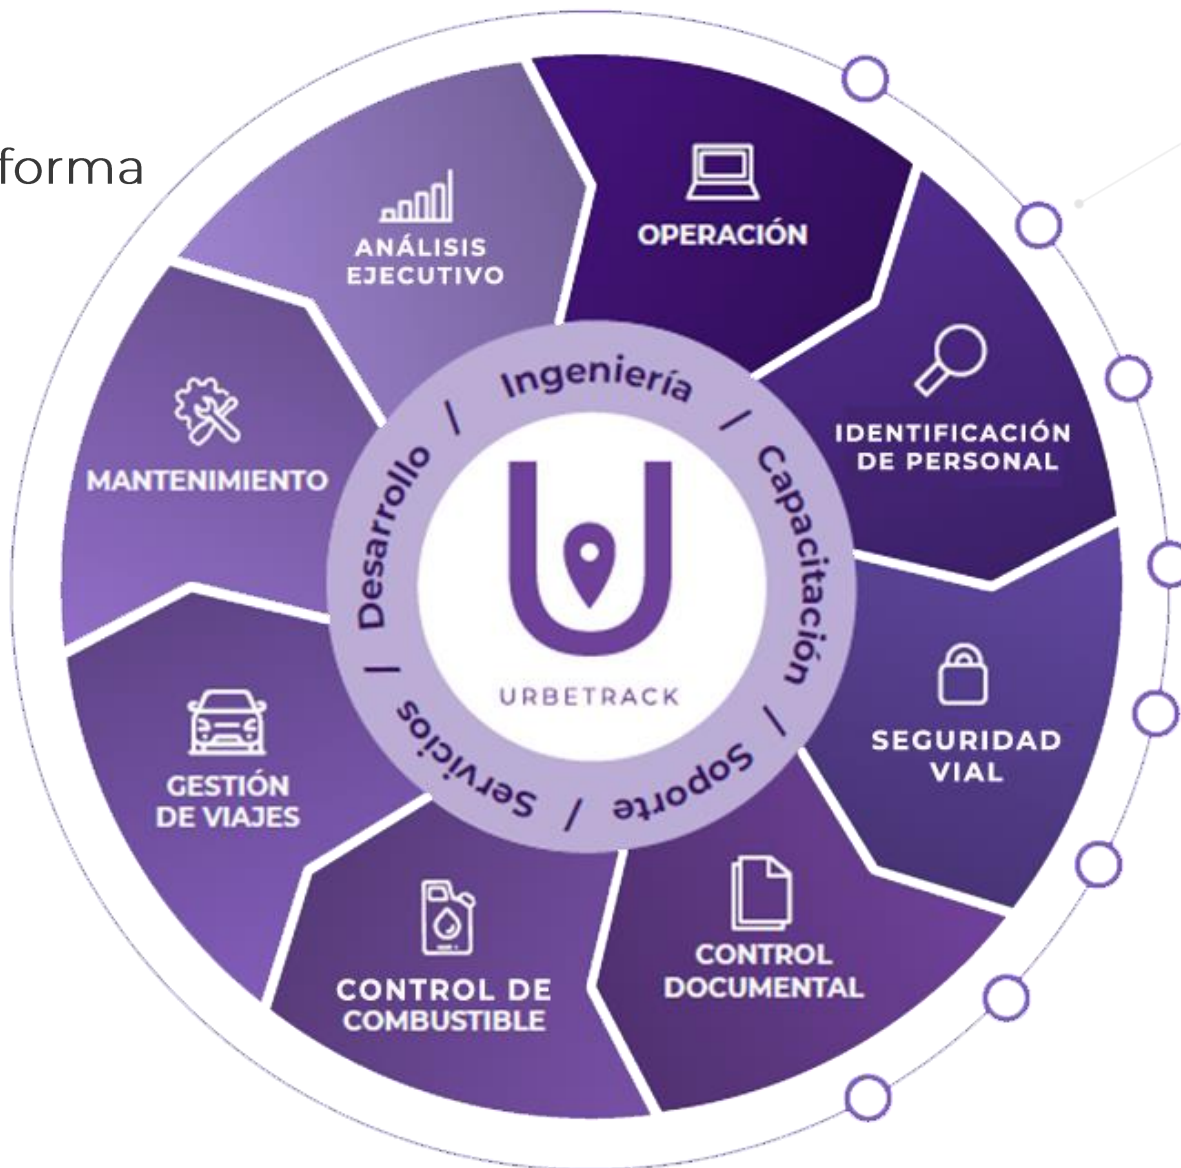 forma
ANÁLISIS
EJECUTIVO
OPERACIÓN
IDENTIFICACIÓN
DE PERSONAL
SEGURIDAD
VIAL
CONTROL
DOCUMENTAL
CONTROL DE
COMBUSTIBLE
GESTIÓN
DE VIAJES
MANTENIMIENTO
Ingeniería / Capacitación / Soporte / Servicios / Desarrollo /
URBETRACK